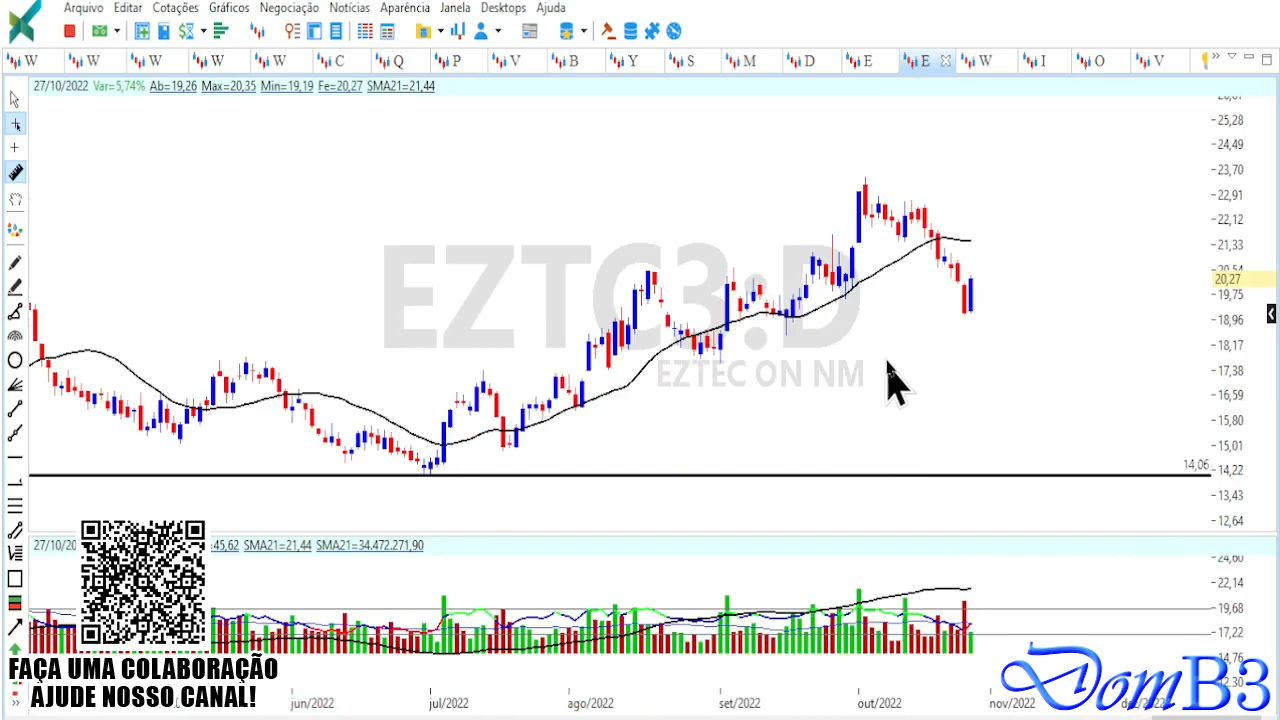 Arquivo Editar Cotações Gráficos Negociação Notícias Aparência Janela Desktops Ajuda
W W W W W C Q P V B Y S M D E E W I O V
27/10/2022 Var=5,74% Ab=19,26 Max=20,35 Min=19,19 Fe=20,27 SMA21=21,44
25,28
24,49
23,70
22,91
22,12
21,33
20,54
20,27
19,75
18,96
18,17
17,38
16,59
15,80
15,01
14,22
13,43
12,64
EZTC3:D
EZTEC ON NM
14,06
=45,62 SMA21=21,44 SMA21=34.472.271,90
24,60
22,14
19,68
17,22
14,76
12,30
jun/2022 jul/2022 ago/2022 set/2022 out/2022 nov/2022
FAÇA UMA COLABORAÇÃO
AJUDE NOSSO CANAL!
DomB3